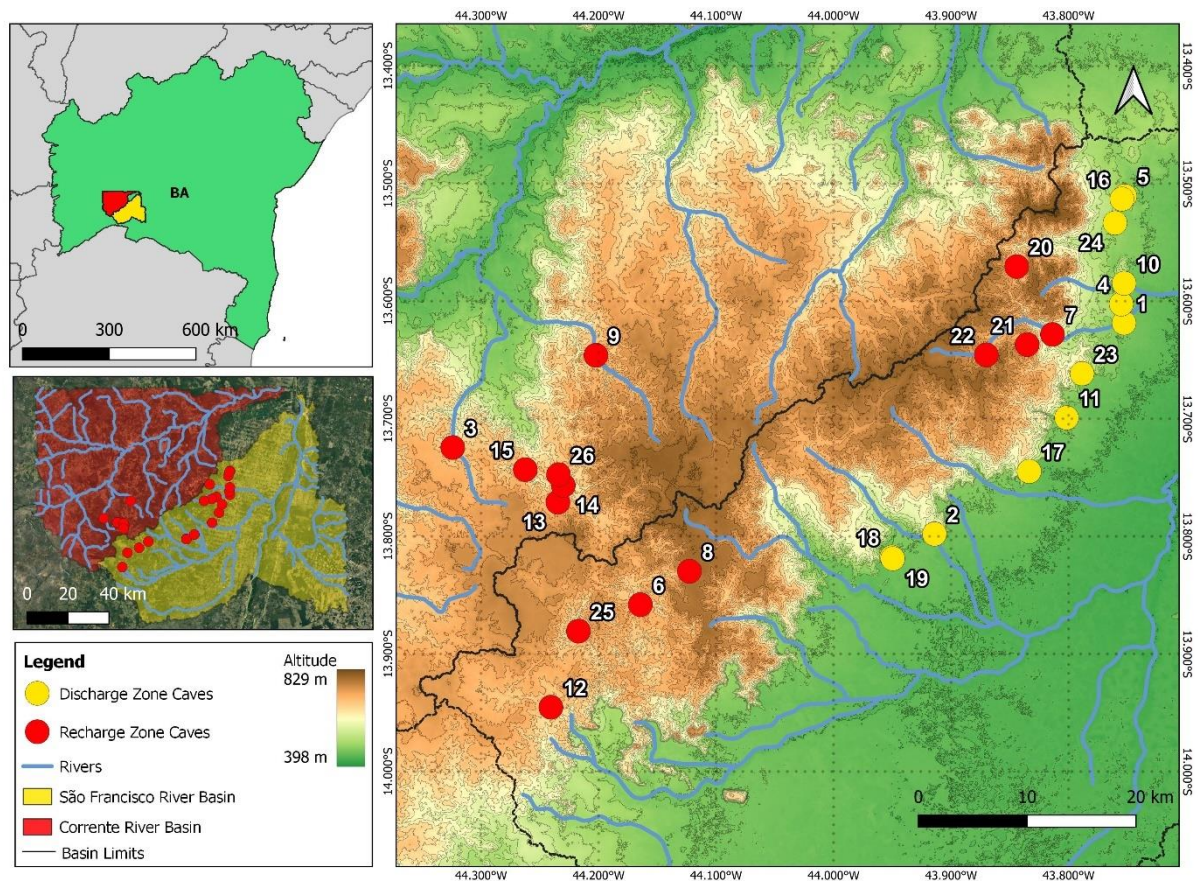 BA
0 300 600 km
0 20 40 km
Legend
Discharge Zone Caves
Recharge Zone Caves
Rivers
São Francisco River Basin
Corrente River Basin
Basin Limits
Altitude
829 m
398 m
44.300°W 44.200°W 44.100°W 44.000°W 43.900°W 43.800°W
13.400°S 13.400°S
13.500°S 13.500°S
13.600°S 13.600°S
13.700°S 13.700°S
13.800°S 13.800°S
13.900°S 13.900°S
14.000°S 14.000°S
16 5
24
20
10
4
1
7
21
22
9
23
11
3
15
26
14
13
17
2
18
19
8
6
25
12
0 10 20 km
44.300°W 44.200°W 44.100°W 44.000°W 43.900°W 43.800°W